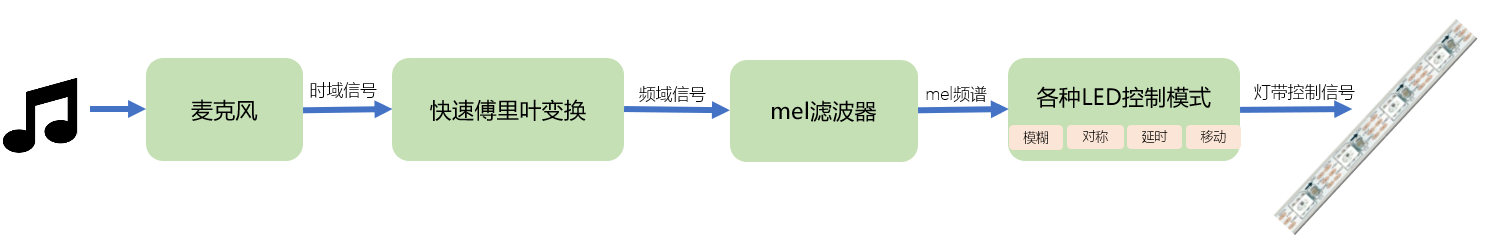 麦克风
时域信号
快速傅里叶变换
频域信号
mel滤波器
mel频谱
各种LED控制模式
模糊
对称
延时
移动
灯带控制信号